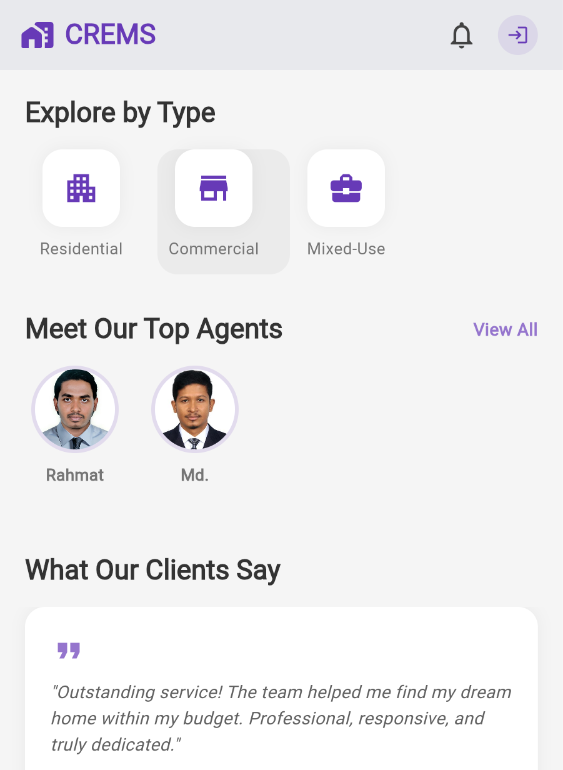 CREMS
Explore by Type
Residential
Commercial
Mixed-Use
Meet Our Top Agents
View All
Rahmat
Md.
What Our Clients Say
"Outstanding service! The team helped me find my dream
home within my budget. Professional, responsive, and
truly dedicated."